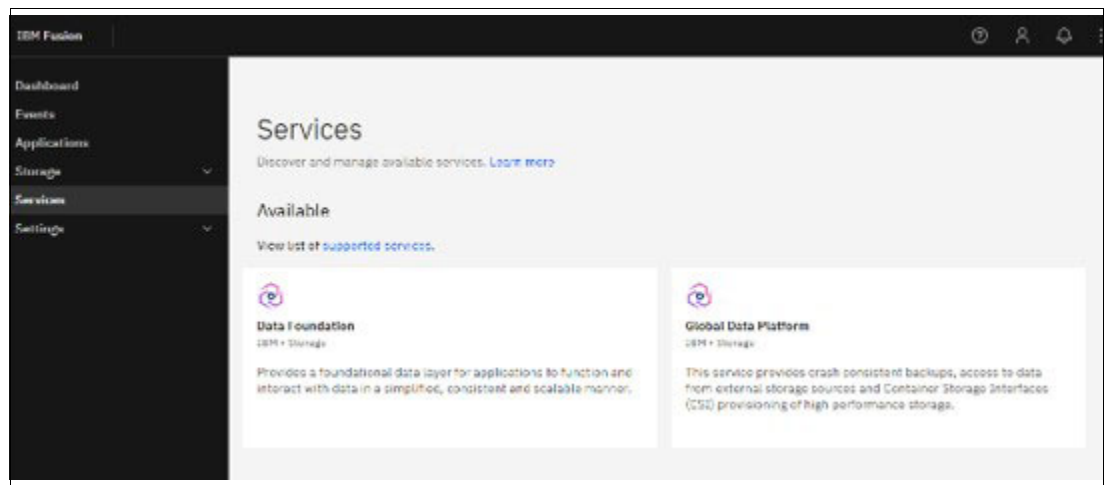 IBM Fusion
Dashboard
Events
Applications
Storage
Services
Settings
Services
Discover and manage available services. Learn more
Available
View list of supported services.
Data Foundation
IBM • Storage
Provides a foundational data layer for applications to function and
interact with data in a simplified, consistent and scalable manner.
Global Data Platform
IBM • Storage
This service provides crash consistent backups, access to data
from external storage sources and Container Storage Interfaces
(CSI) provisioning of high performance storage.